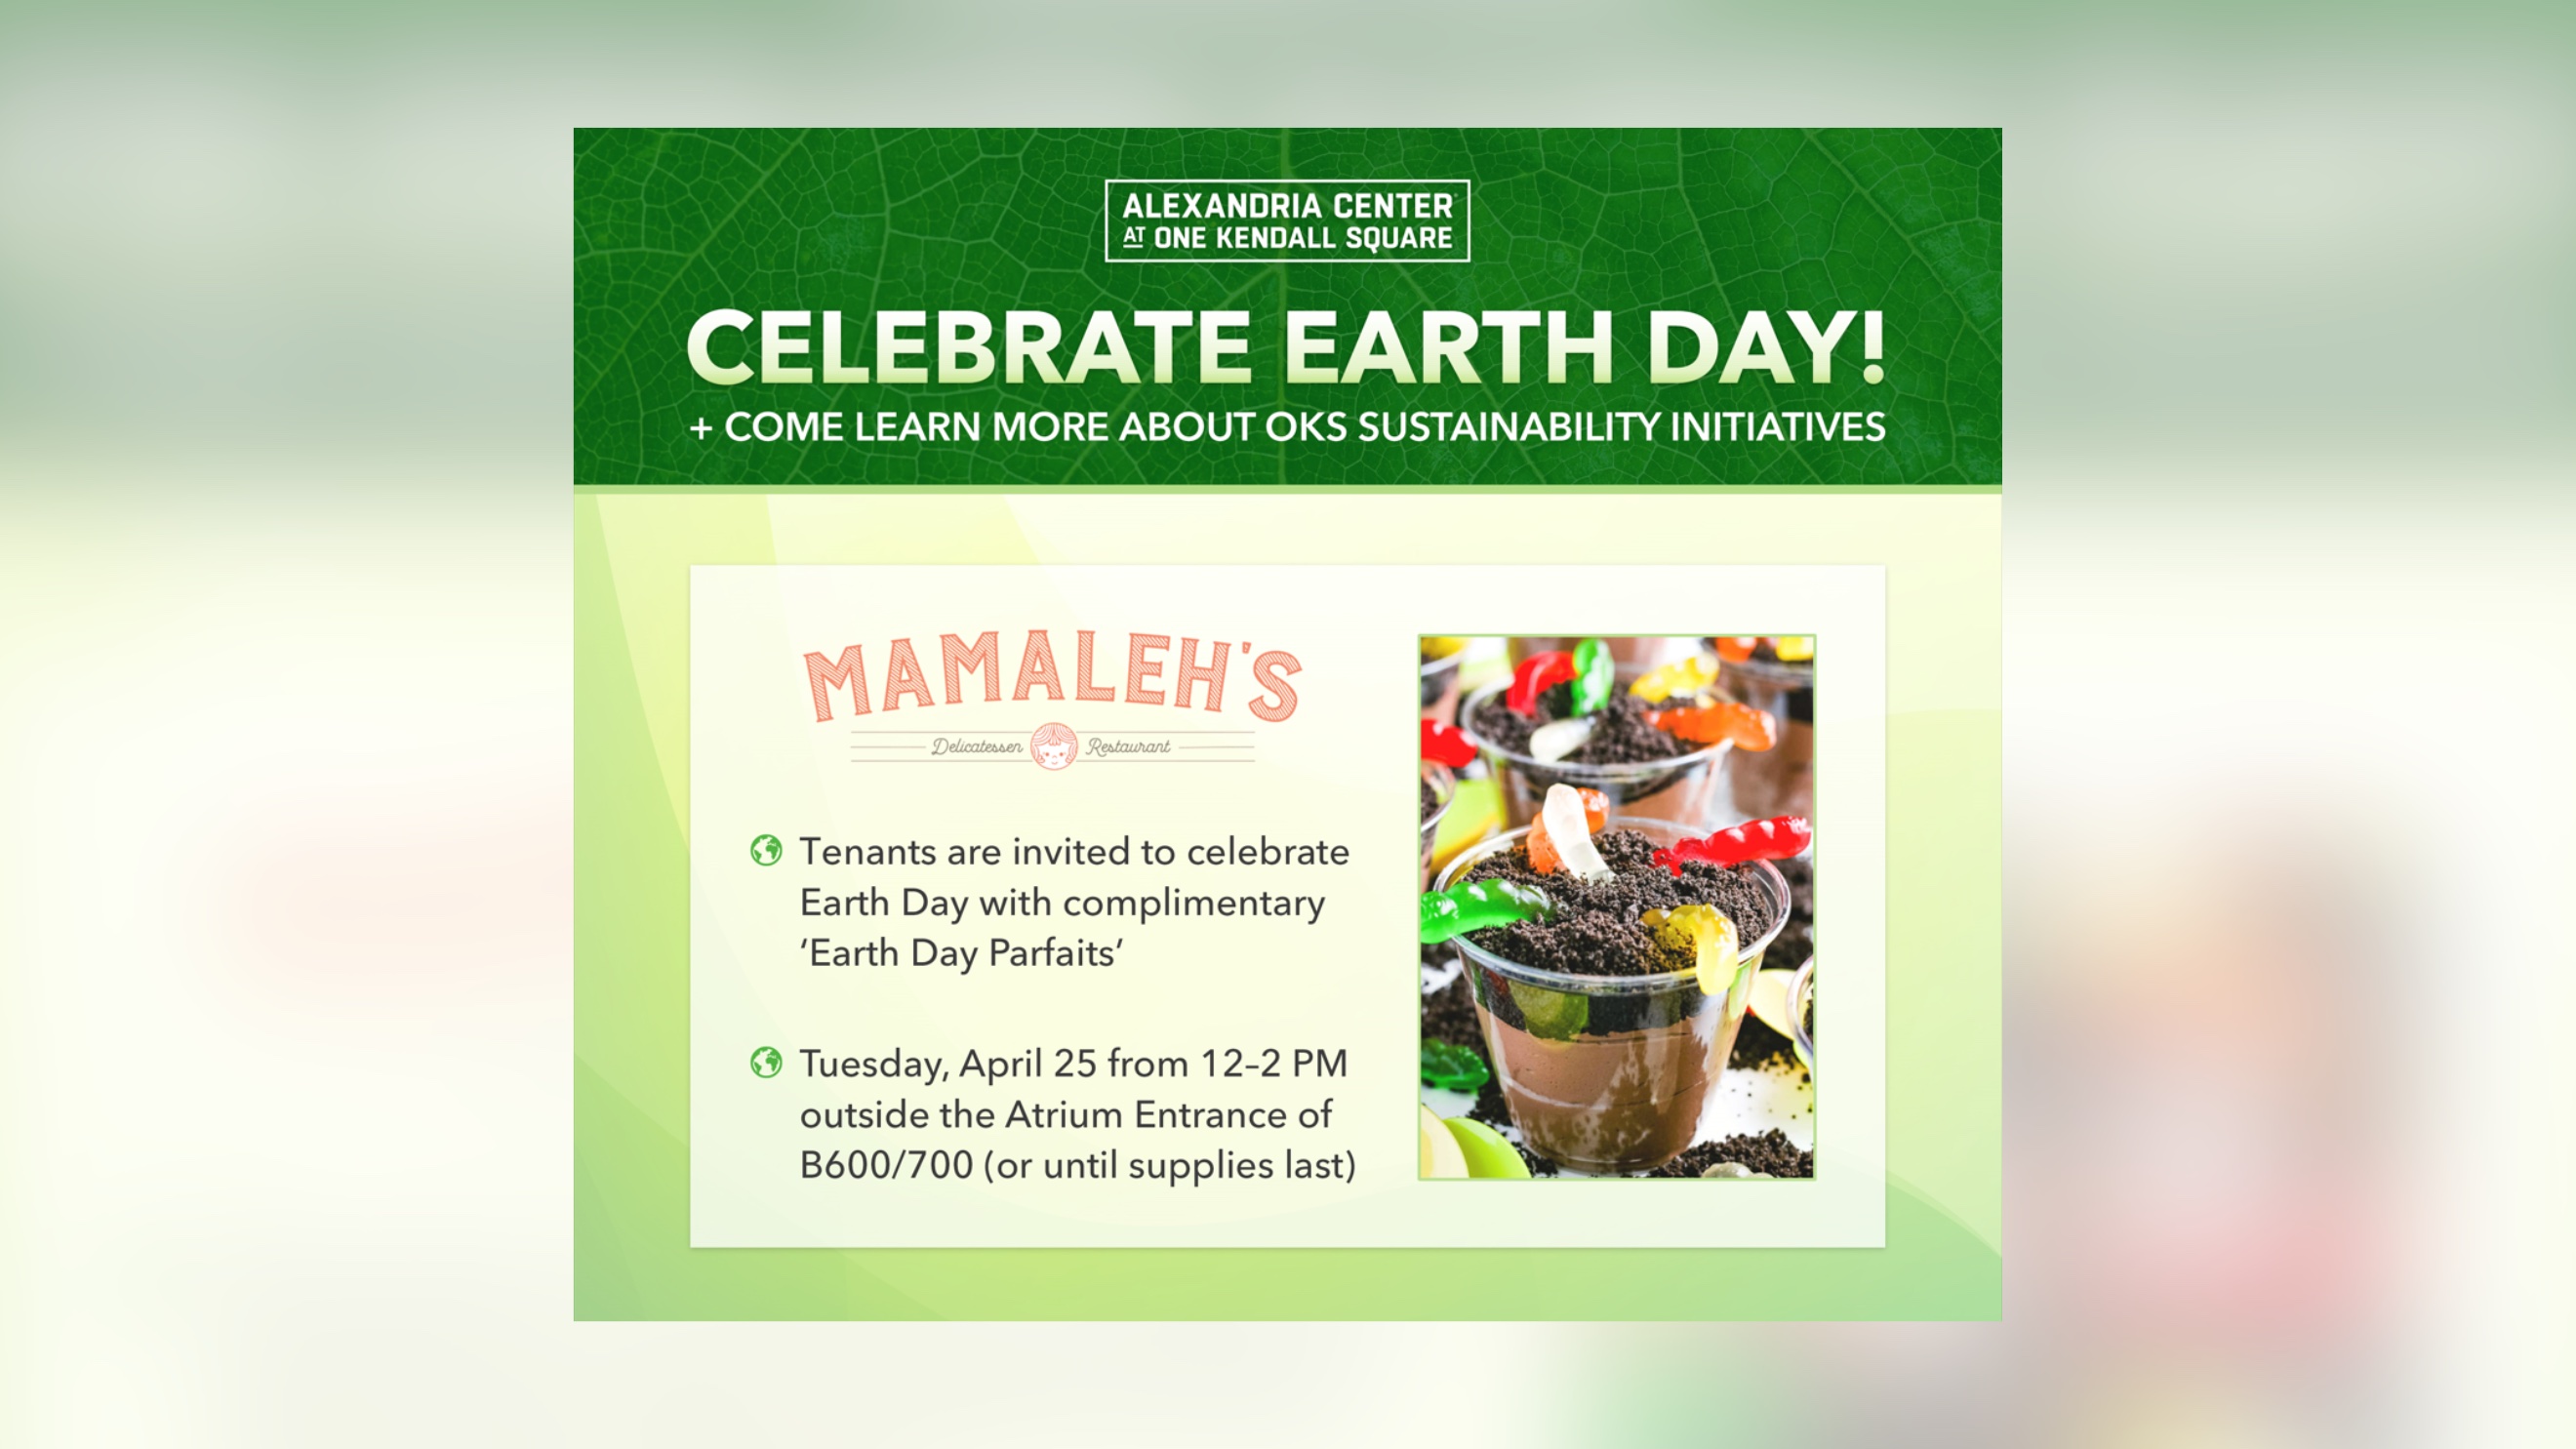 ALEXANDRIA CENTER
AT ONE KENDALL SQUARE
CELEBRATE EARTH DAY!
+ COME LEARN MORE ABOUT OKS SUSTAINABILITY INITIATIVES
MAMALEH'S
Delicatessen Restaurant
Tenants are invited to celebrate
Earth Day with complimentary
‘Earth Day Parfaits’
Tuesday, April 25 from 12–2 PM
outside the Atrium Entrance of
B600/700 (or until supplies last)